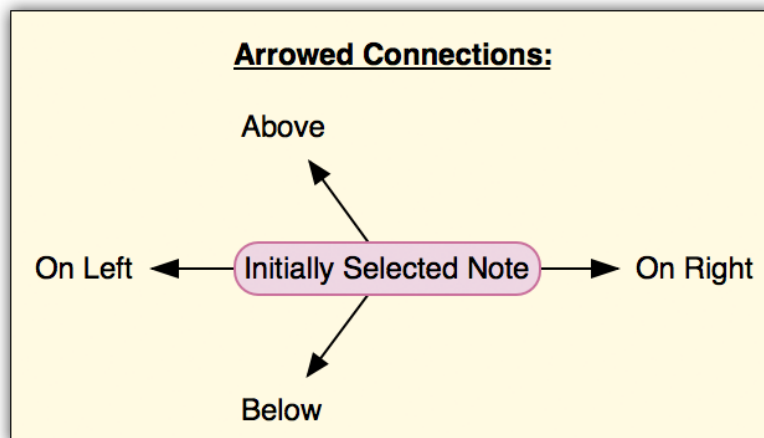 Arrowed Connections:
Above
On Left
Initially Selected Note
On Right
Below